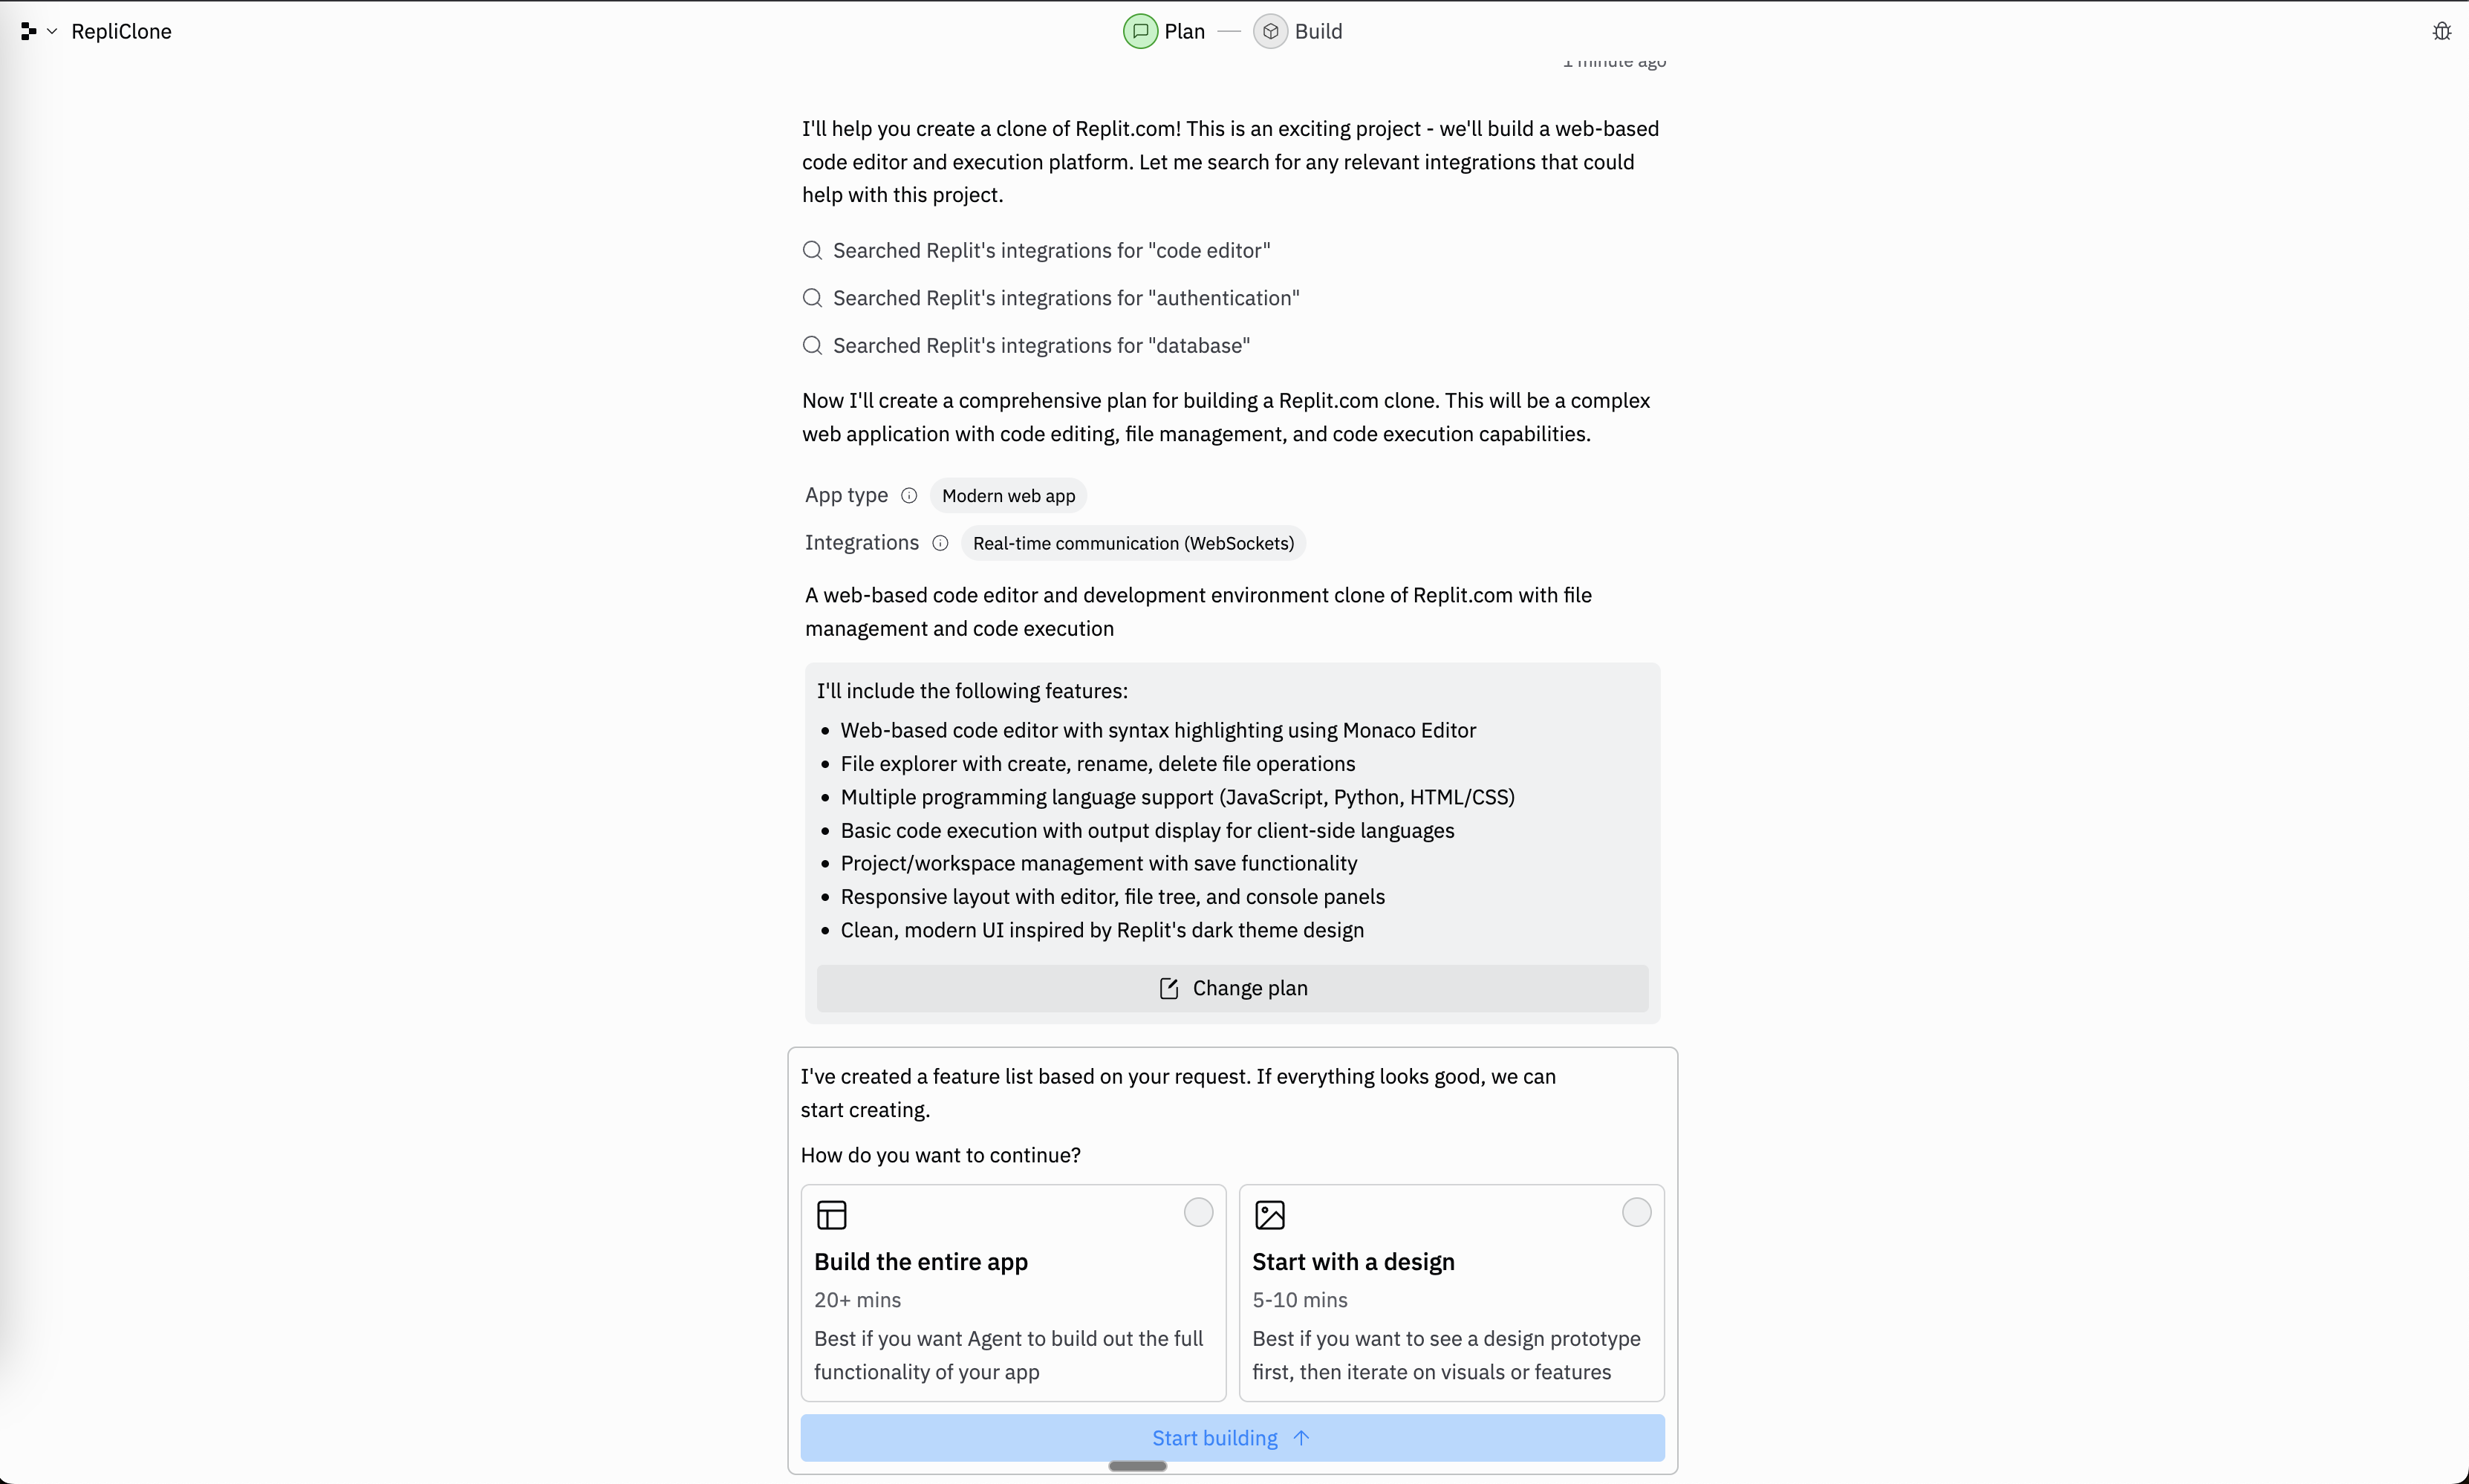 RepliClone
Plan
Build
1 minute ago
I'll help you create a clone of Replit.com! This is an exciting project - we'll build a web-based
code editor and execution platform. Let me search for any relevant integrations that could
help with this project.
Searched Replit's integrations for "code editor"
Searched Replit's integrations for "authentication"
Searched Replit's integrations for "database"
Now I'll create a comprehensive plan for building a Replit.com clone. This will be a complex
web application with code editing, file management, and code execution capabilities.
App type Modern web app
Integrations Real-time communication (WebSockets)
A web-based code editor and development environment clone of Replit.com with file
management and code execution
I'll include the following features:
• Web-based code editor with syntax highlighting using Monaco Editor
• File explorer with create, rename, delete file operations
• Multiple programming language support (JavaScript, Python, HTML/CSS)
• Basic code execution with output display for client-side languages
• Project/workspace management with save functionality
• Responsive layout with editor, file tree, and console panels
• Clean, modern UI inspired by Replit's dark theme design
Change plan
I've created a feature list based on your request. If everything looks good, we can
start creating.
How do you want to continue?
Build the entire app
20+ mins
Best if you want Agent to build out the full
functionality of your app
Start with a design
5-10 mins
Best if you want to see a design prototype
first, then iterate on visuals or features
Start building